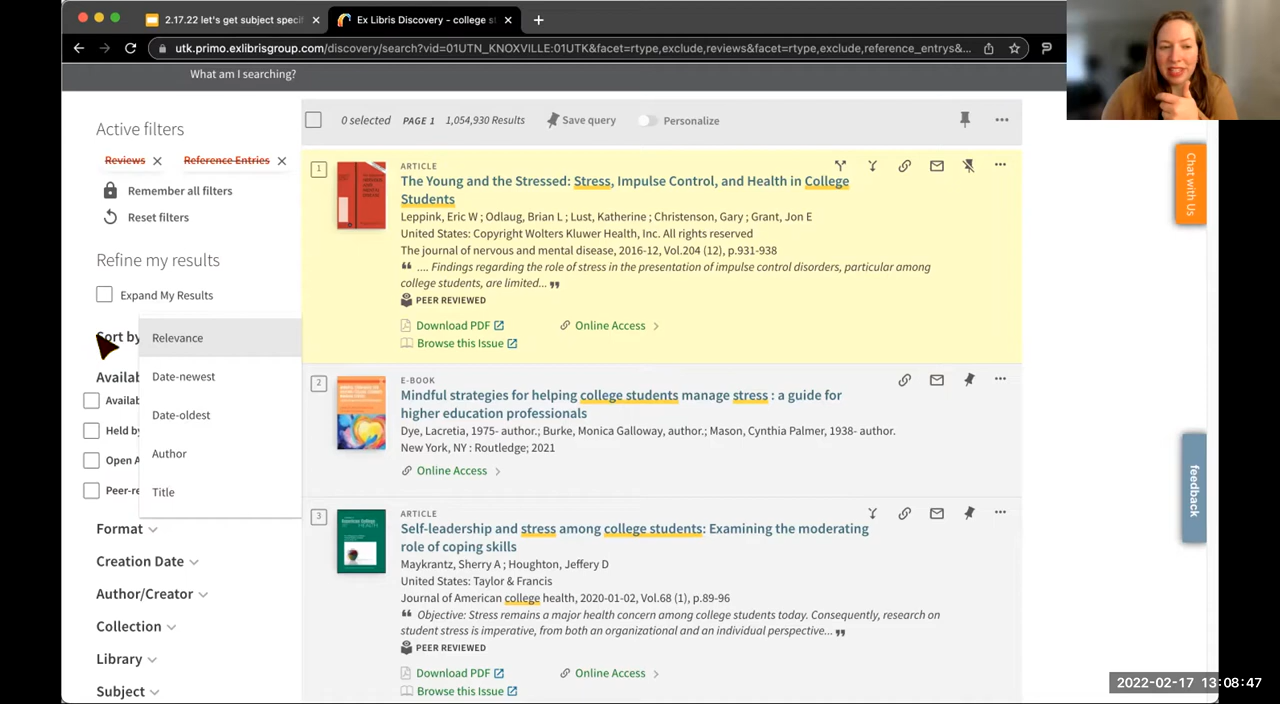 2.17.22 let's get subject speci
Ex Libris Discovery - college st
utk.primo.exlibrisgroup.com/discovery/search?vid=01UTN_KNOXVILLE:01UTK&facet=rtype,exclude,reviews&facet=rtype,exclude,reference_entrys&...
What am I searching?
Active filters
Reviews
Reference Entries
Remember all filters
Reset filters
Refine my results
Expand My Results
Sort by
Relevance
Date-newest
Date-oldest
Author
Title
Availab
Availab
Held by
Open A
Peer-re
Format
Creation Date
Author/Creator
Collection
Library
Subject
0 selected PAGE 1 1,054,930 Results Save query Personalize
1
ARTICLE
The Young and the Stressed: Stress, Impulse Control, and Health in College
Students
Leppink, Eric W ; Odlaug, Brian L ; Lust, Katherine ; Christenson, Gary ; Grant, Jon E
United States: Copyright Wolters Kluwer Health, Inc. All rights reserved
The journal of nervous and mental disease, 2016-12, Vol.204 (12), p.931-938
“ .... Findings regarding the role of stress in the presentation of impulse control disorders, particular among
college students, are limited... ”
PEER REVIEWED
Download PDF Online Access
Browse this Issue
2
E-BOOK
Mindful strategies for helping college students manage stress : a guide for
higher education professionals
Dye, Lacretia, 1975- author.; Burke, Monica Galloway, author.; Mason, Cynthia Palmer, 1938- author.
New York, NY : Routledge; 2021
Online Access
3
ARTICLE
Self-leadership and stress among college students: Examining the moderating
role of coping skills
Maykrantz, Sherry A ; Houghton, Jeffery D
United States: Taylor & Francis
Journal of American college health, 2020-01-02, Vol.68 (1), p.89-96
“ Objective: Stress remains a major health concern among college students today. Consequently, research on
student stress is imperative, from both an organizational and an individual perspective... ”
PEER REVIEWED
Download PDF Online Access
Browse this Issue
Chat with Us
feedback
2022-02-17 13:08:47